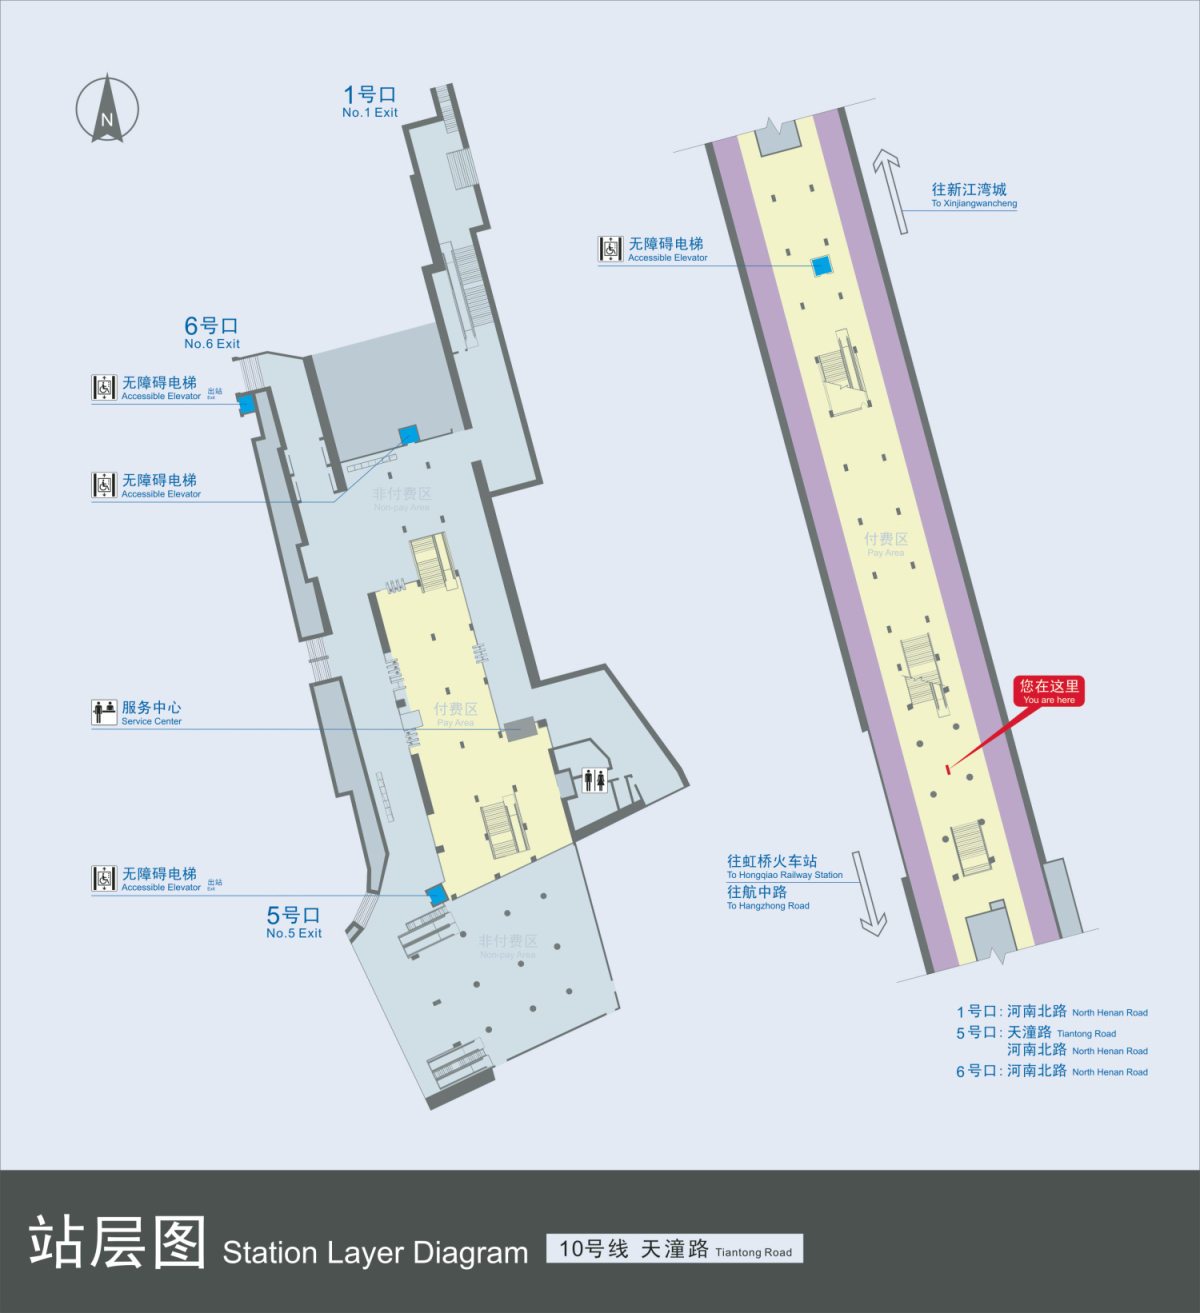 N
1号口
No.1 Exit
往新江湾城
To Xinjiangwancheng
无障碍电梯
Accessible Elevator
6号口
No.6 Exit
无障碍电梯 出站
Accessible Elevator Exit
无障碍电梯
Accessible Elevator
非付费区
Non-pay Area
付费区
Pay Area
您在这里
You are here
服务中心
Service Center
付费区
Pay Area
往虹桥火车站
To Hongqiao Railway Station
往航中路
To Hangzhong Road
无障碍电梯 出站
Accessible Elevator Exit
5号口
No.5 Exit
非付费区
Non-pay Area
1号口: 河南北路 North Henan Road
5号口: 天潼路 Tiantong Road
河南北路 North Henan Road
6号口: 河南北路 North Henan Road
站层图 Station Layer Diagram 10号线 天潼路 Tiantong Road